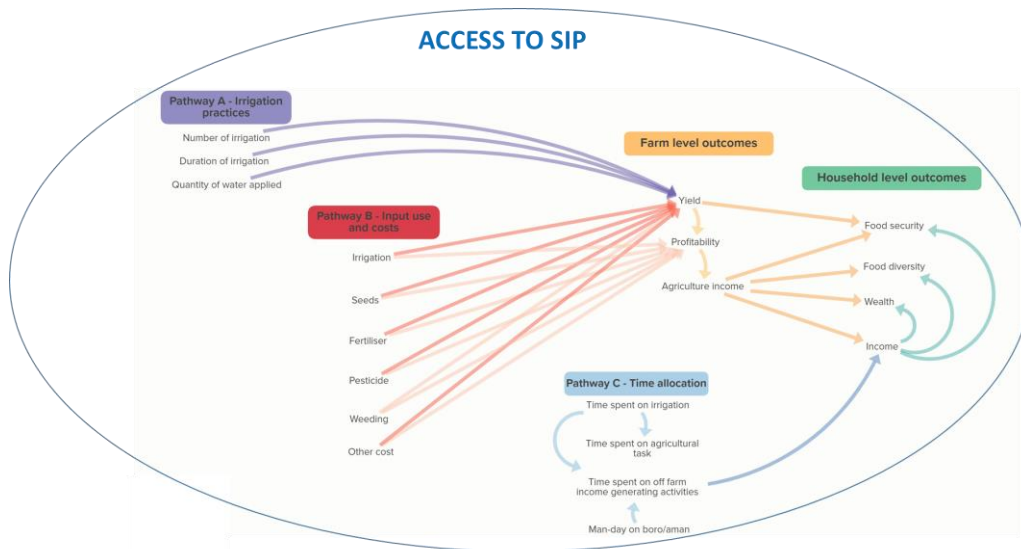 ACCESS TO SIP
Pathway A - Irrigation
practices
Number of irrigation
Duration of irrigation
Quantity of water applied
Farm level outcomes
Household level outcomes
Pathway B - Input use
and costs
Yield
Food security
Profitability
Irrigation
Food diversity
Agriculture income
Seeds
Wealth
Fertiliser
Income
Pesticide
Pathway C - Time allocation
Time spent on irrigation
Weeding
Time spent on agricultural
task
Other cost
Time spent on off farm
income generating activities
Man-day on boro/aman